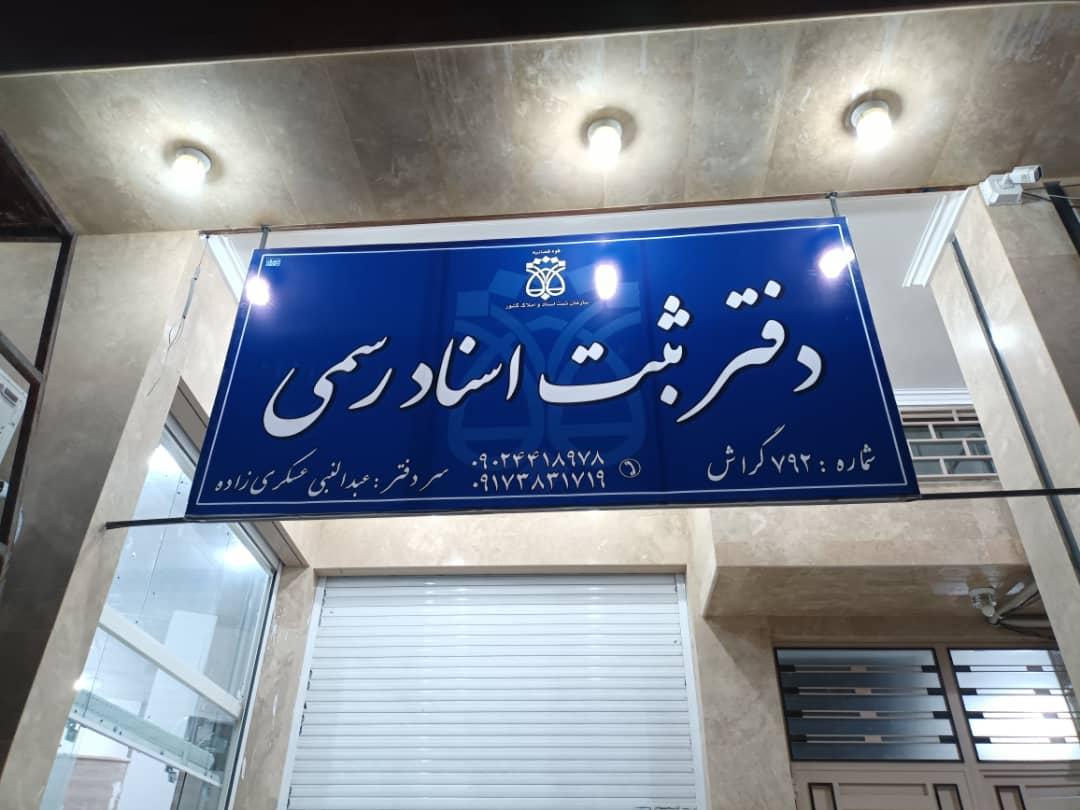 قوه قضائیه
سازمان ثبت اسناد و املاک کشور
دفتر ثبت اسناد رسمی
شماره : ۷۹۲ گراش
۰۹۰۲۴۴۱۸۹۷۸
۰۹۱۷۳۸۳۱۷۱۹
سر دفتر : عبدالنبی عسکری زاده